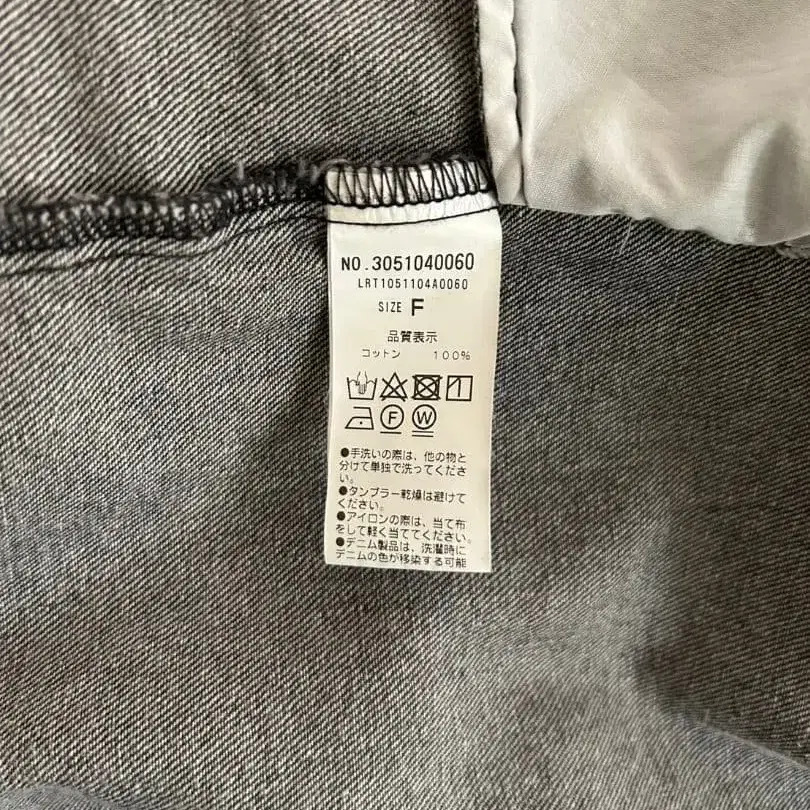 NO.3051040060
LRT1051104A0060
SIZE F
品質表示
コットン 100%
F W
●手洗いの際は、他の物と
分けて単独で洗ってくださ
い。
●タンブラー乾燥は避けて
ください。
●アイロンの際は、当て布
をして軽く当ててください。
●デニム製品は、洗濯時に
デニムの色が移染する可能